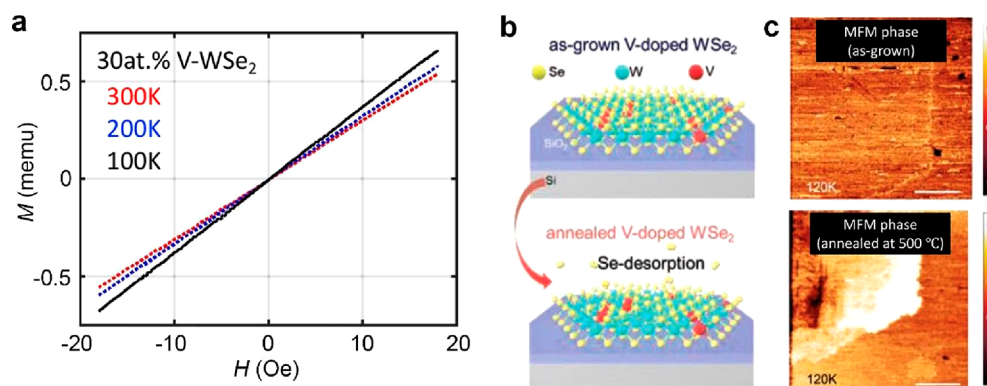 a
30at.% V-WSe₂
300K
200K
100K
0.5
0
-0.5
M (memu)
-20
-10
0
10
20
H (Oe)
b
as-grown V-doped WSe₂
Se
W
V
SiO₂
Si
annealed V-doped WSe₂
Se-desorption
c
MFM phase
(as-grown)
120K
MFM phase
(annealed at 500 °C)
120K